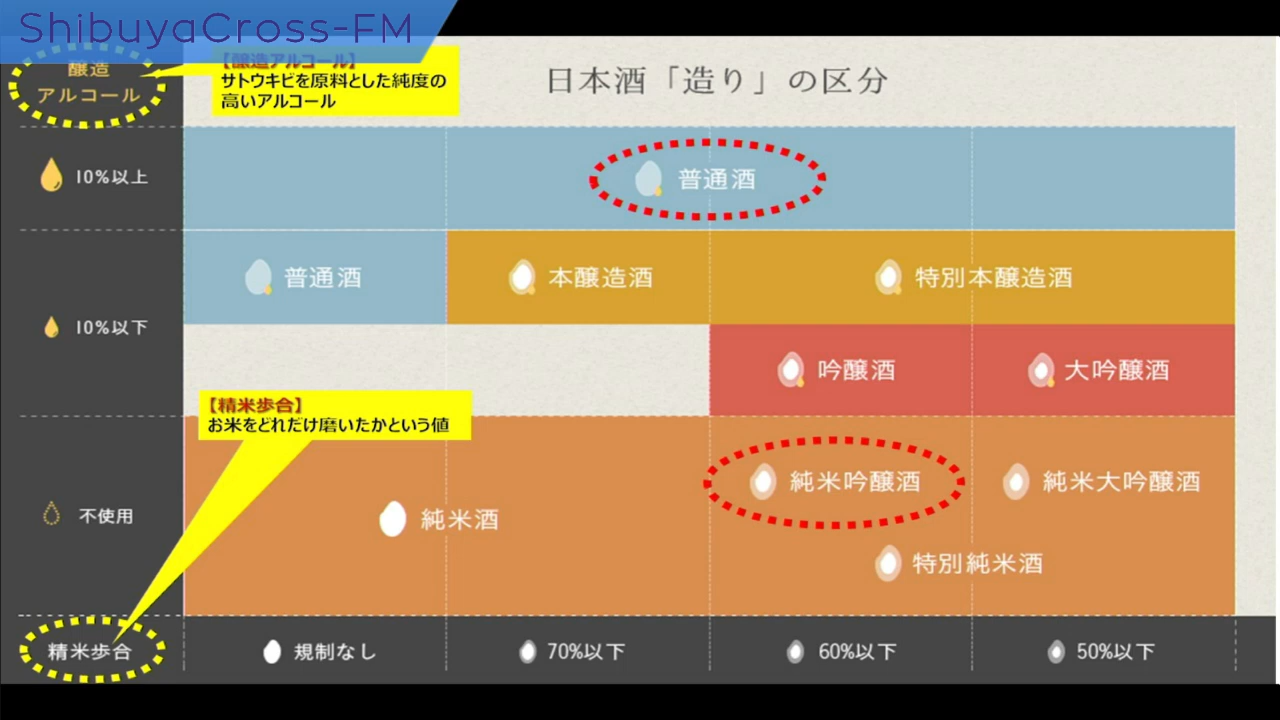 ShibuyaCross-FM
醸造
アルコール
【醸造アルコール】
サトウキビを原料とした純度の
高いアルコール
日本酒「造り」の区分
10%以上
普通酒
普通酒
本醸造酒
特別本醸造酒
10%以下
吟醸酒
大吟醸酒
【精米歩合】
お米をどれだけ磨いたかという値
純米吟醸酒
純米大吟醸酒
不使用
純米酒
特別純米酒
精米歩合
規制なし
70%以下
60%以下
50%以下